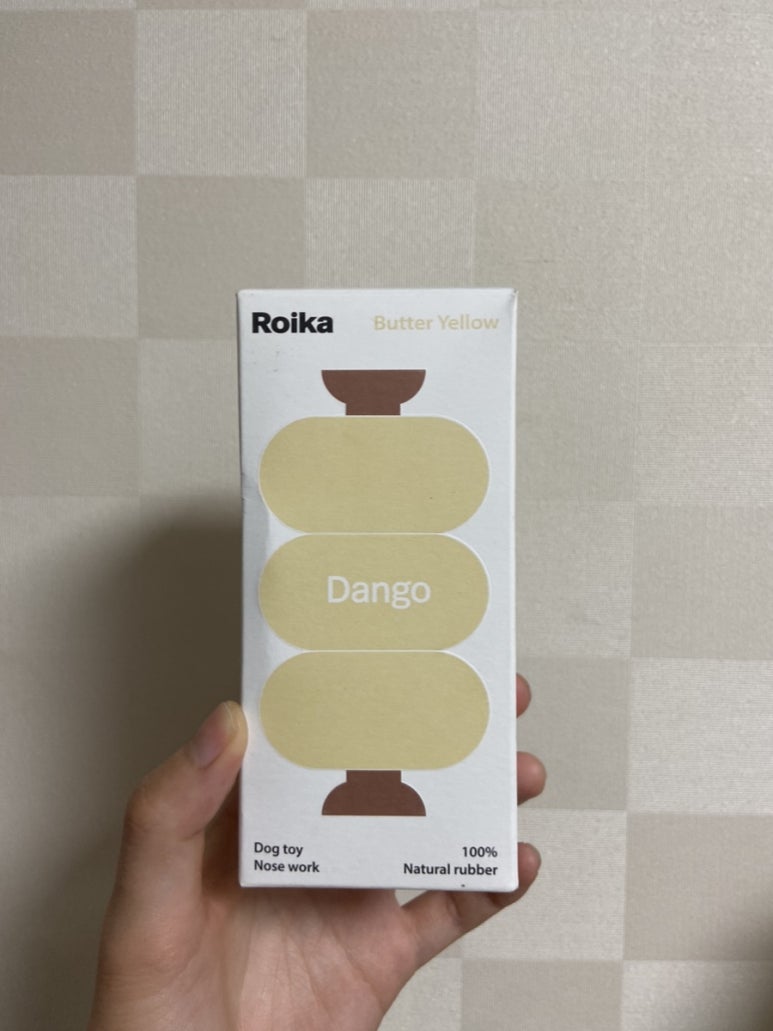 Roika
Butter Yellow
Dango
Dog toy
Nose work
100%
Natural rubber